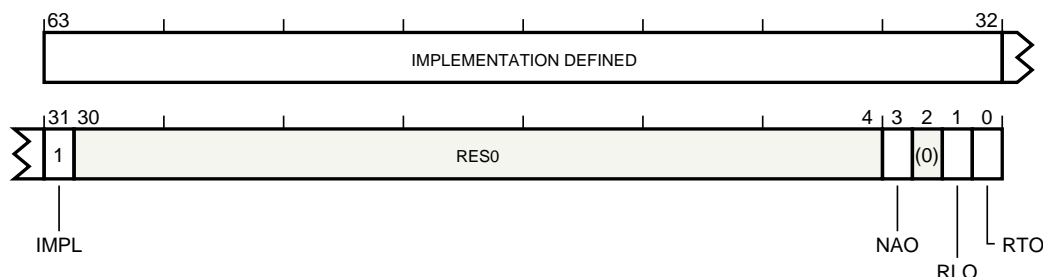 63 32
IMPLEMENTATION DEFINED
31 30 4 3 2 1 0
1 RES0 (0)
IMPL NAO RTO
RLO